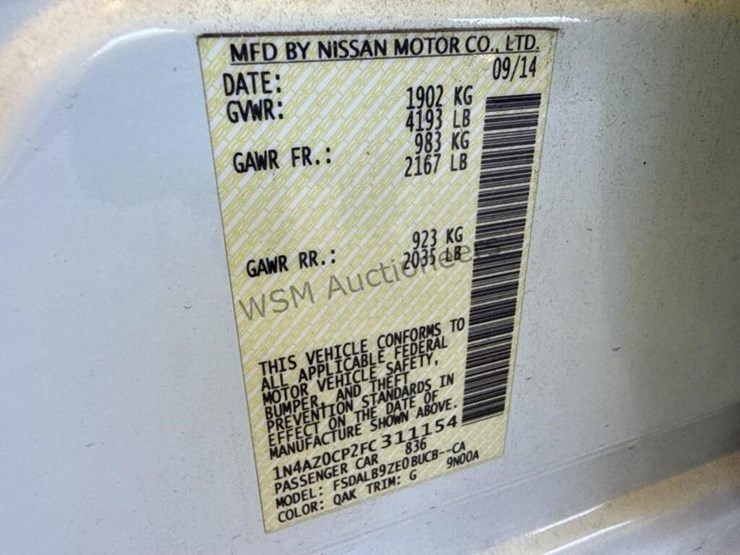 MFD BY NISSAN MOTOR CO., LTD.
DATE: 09/14
GVWR: 1902 KG
4193 LB
GAWR FR.: 983 KG
2167 LB
GAWR RR.: 923 KG
2035 LB
WSM Auctioneers
THIS VEHICLE CONFORMS TO
ALL APPLICABLE FEDERAL
MOTOR VEHICLE SAFETY,
BUMPER, AND THEFT
PREVENTION STANDARDS IN
EFFECT ON THE DATE OF
MANUFACTURE SHOWN ABOVE.
1N4AZ0CP2FC311154
PASSENGER CAR 836
MODEL: FSDALB9ZE0BUCB--CA
COLOR: QAK TRIM: G 9N00A